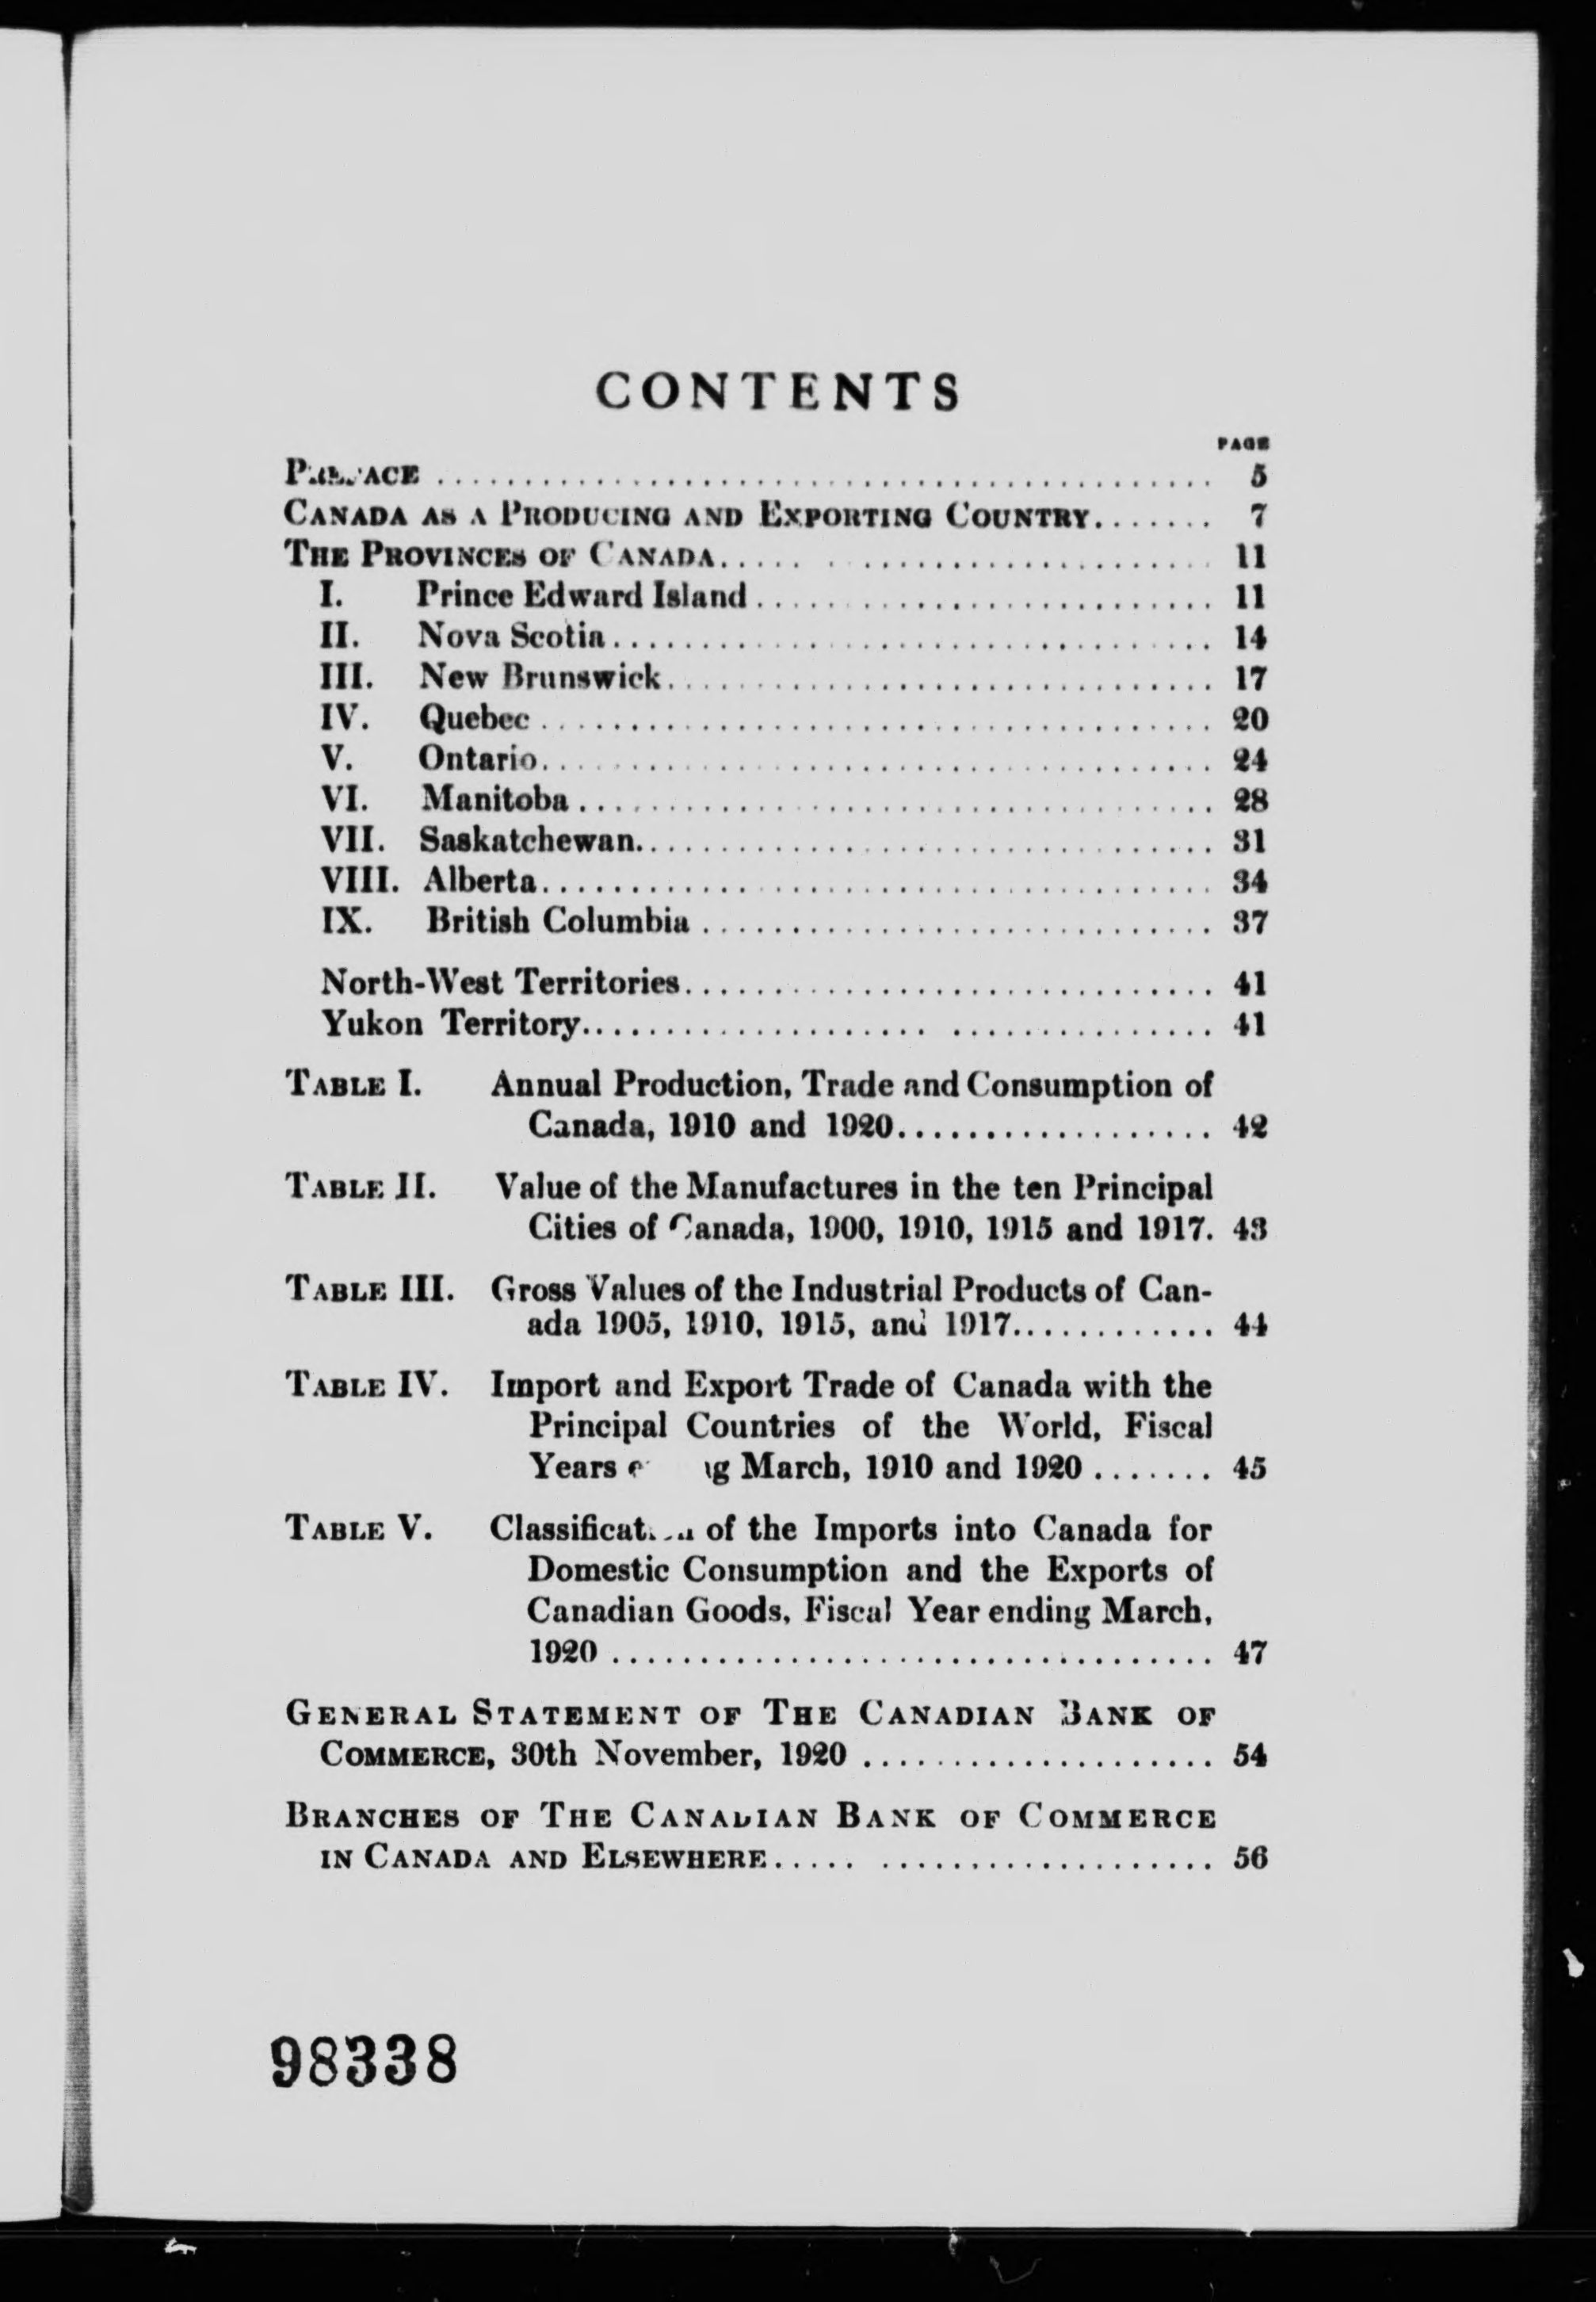 CONTENTS
PAGE
PREFACE ........................................ 5
CANADA AS A PRODUCING AND EXPORTING COUNTRY....... 7
THE PROVINCES OF CANADA..... ................... 11
I. Prince Edward Island ......................... 11
II. Nova Scotia................................. 14
III. New Brunswick.............................. 17
IV. Quebec ..................................... 20
V. Ontario...................................... 24
VI. Manitoba ................................... 28
VII. Saskatchewan............................... 31
VIII. Alberta................................... 34
IX. British Columbia ........................... 37
North-West Territories.......................... 41
Yukon Territory................................. 41
TABLE I. Annual Production, Trade and Consumption of
Canada, 1910 and 1920.................. 42
TABLE II. Value of the Manufactures in the ten Principal
Cities of Canada, 1900, 1910, 1915 and 1917. 43
TABLE III. Gross Values of the Industrial Products of Can-
ada 1905, 1910, 1915, and 1917............ 44
TABLE IV. Import and Export Trade of Canada with the
Principal Countries of the World, Fiscal
Years March, 1910 and 1920 ....... 45
TABLE V. Classification of the Imports into Canada for
Domestic Consumption and the Exports of
Canadian Goods, Fiscal Year ending March,
1920 .................................. 47
GENERAL STATEMENT OF THE CANADIAN BANK OF
COMMERCE, 30th November, 1920 .................... 54
BRANCHES OF THE CANADIAN BANK OF COMMERCE
IN CANADA AND ELSEWHERE..... ................... 56
98338